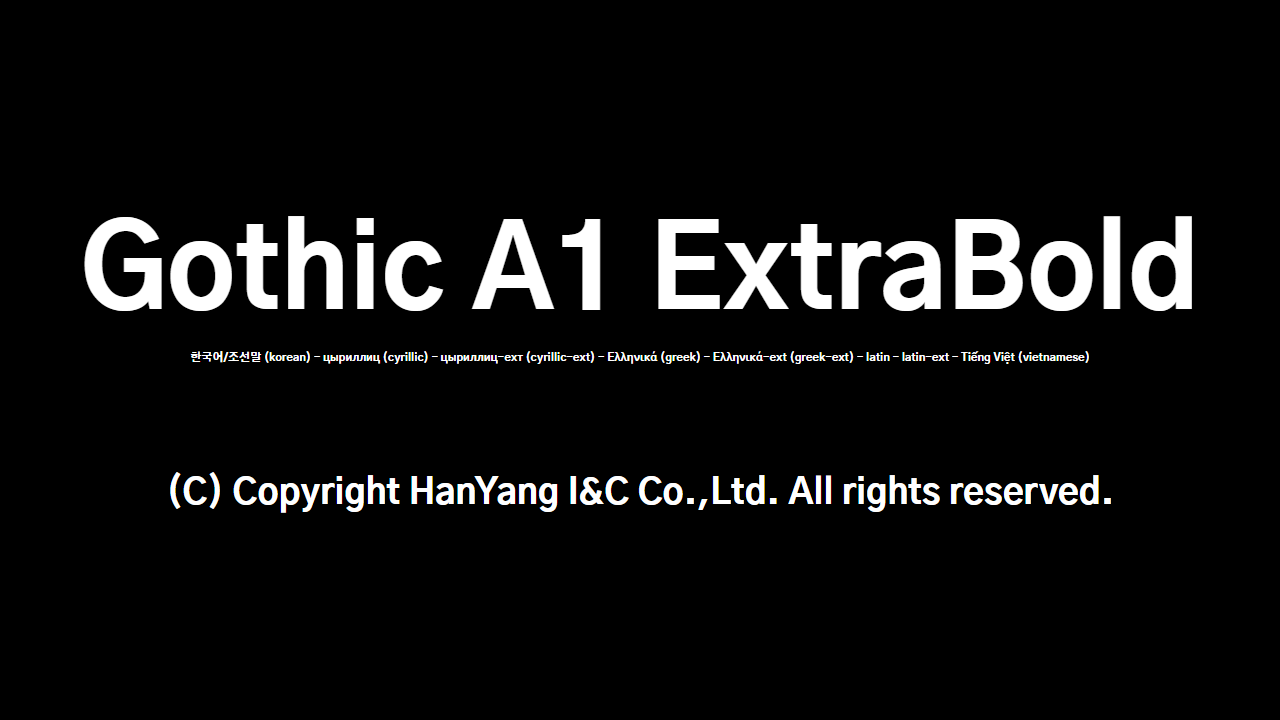 Gothic A1 ExtraBold
한국어/조선말 (korean) – цыриллиц (cyrillic) – цыриллиц-ext (cyrillic-ext) – Ελληνικά (greek) – Ελληνικά-ext (greek-ext) – latin – latin-ext – Tiếng Việt (vietnamese)
(C) Copyright HanYang I&C Co.,Ltd. All rights reserved.